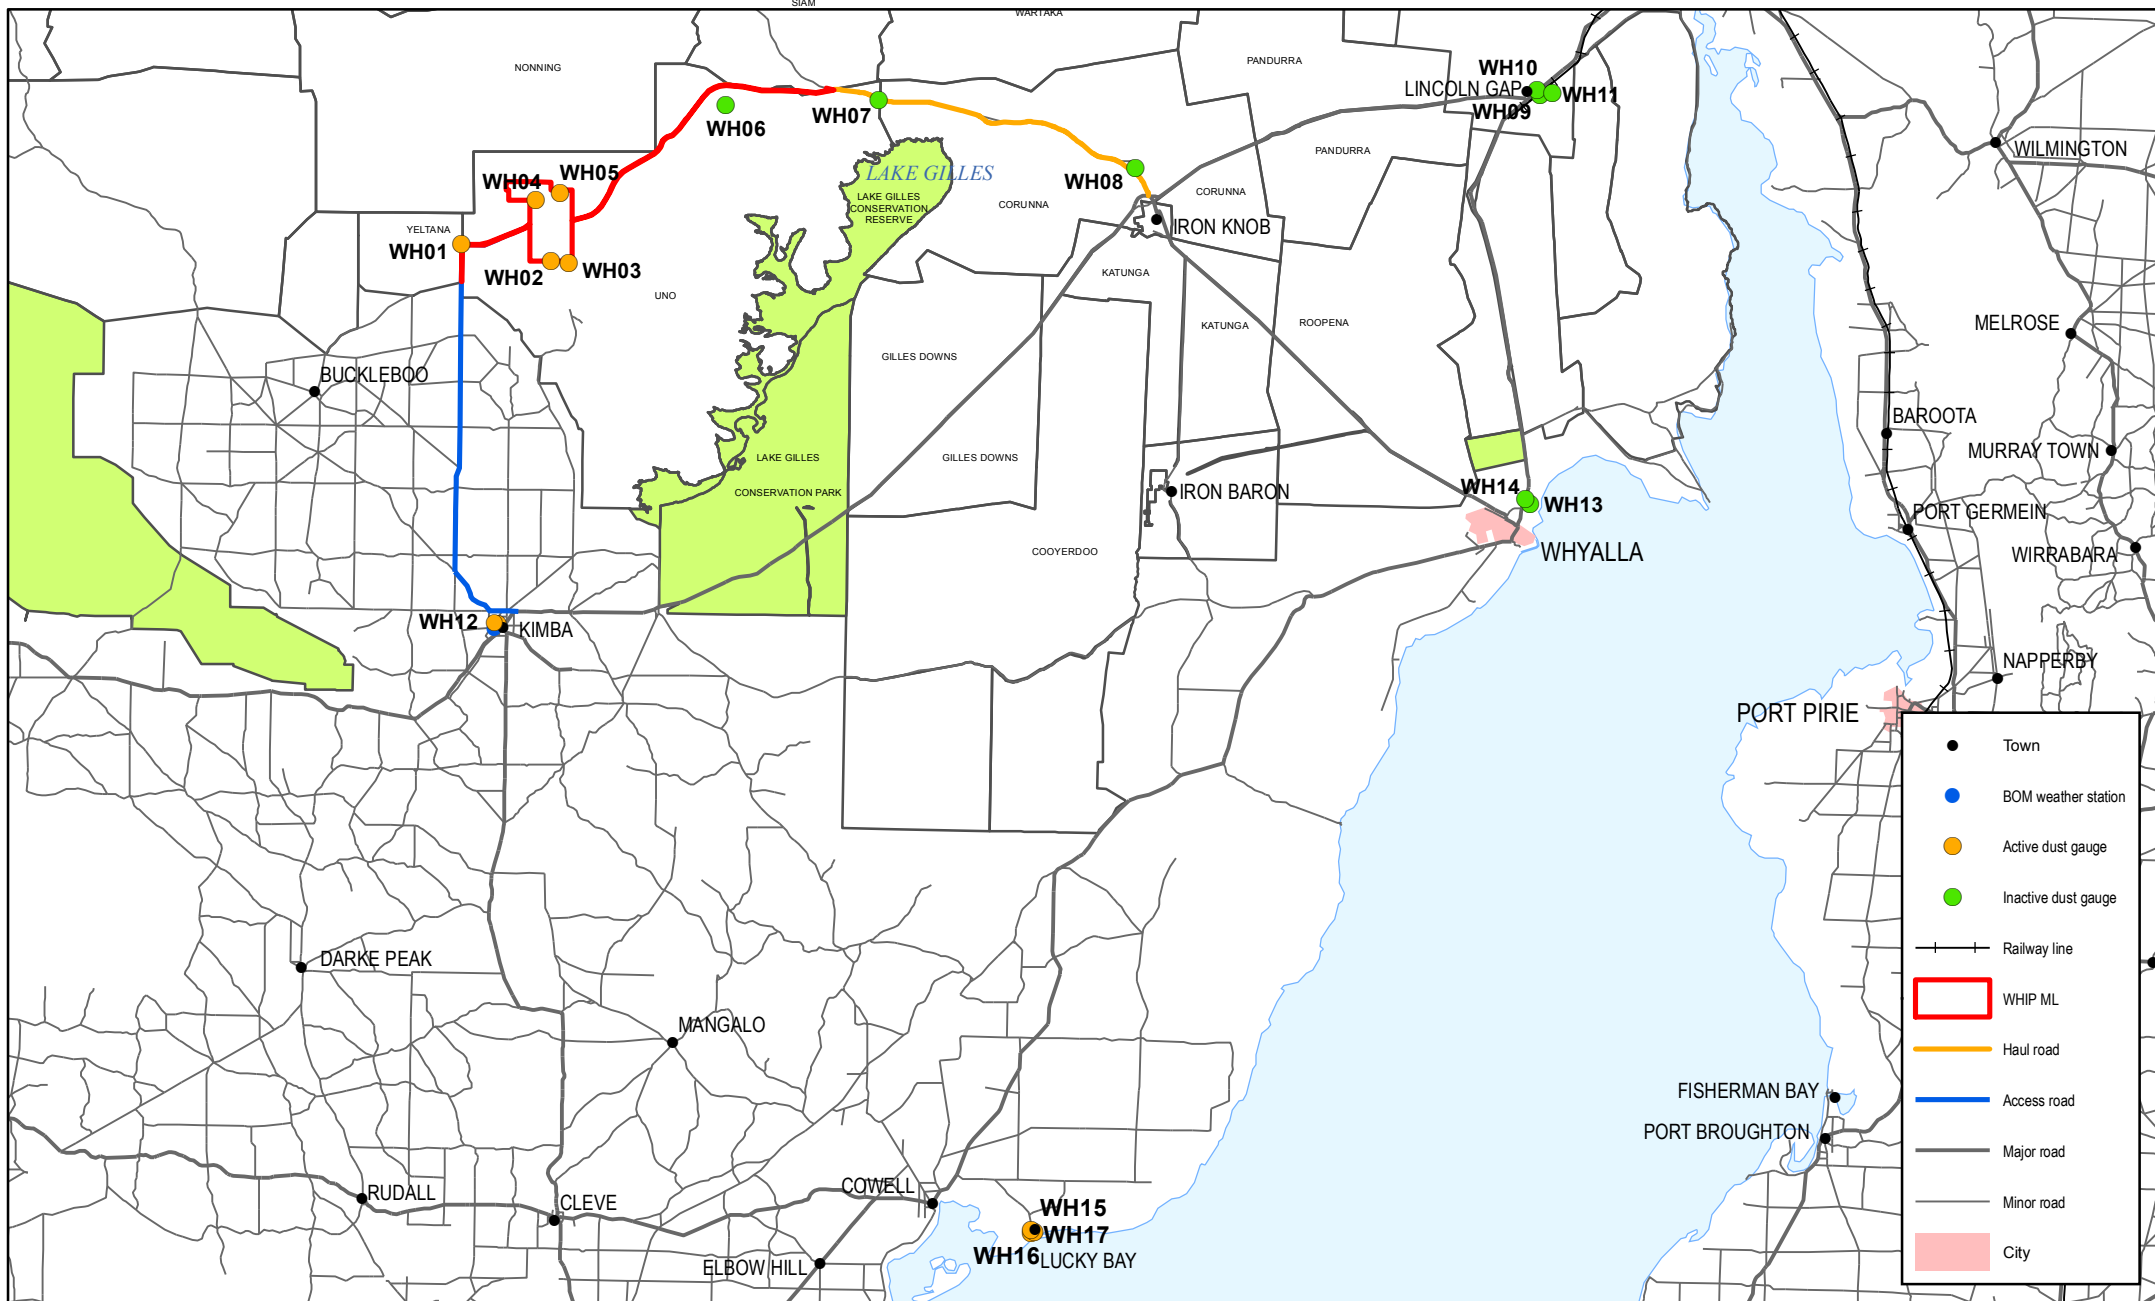 SIAM
WARTAKA
NONNING
PANDURRA
WH10
LINCOLN GAP
WH11
WH09
WH07
WH06
WILMINGTON
PANDURRA
LAKE GILLES
WH08
WH05
WH04
CORUNNA
LAKE GILLES
CONSERVATION
RESERVE
CORUNNA
YELTANA
IRON KNOB
WH01
WH02
WH03
KATUNGA
UNO
MELROSE
KATUNGA
ROOPENA
GILLES DOWNS
BUCKLEBOO
BAROOTA
MURRAY TOWN
LAKE GILLES
GILLES DOWNS
CONSERVATION PARK
IRON BARON
WH14
WH13
PORT GERMEIN
WHYALLA
COOYERDOO
WIRRABARA
WH12
KIMBA
NAPPERBY
PORT PIRIE
Town
BOM weather station
Active dust gauge
Inactive dust gauge
Railway line
WHIP ML
Haul road
Access road
Major road
Minor road
City
DARKE PEAK
MANGALO
FISHERMAN BAY
PORT BROUGHTON
COWELL
RUDALL
CLEVE
WH15
WH17
WH16
LUCKY BAY
ELBOW HILL